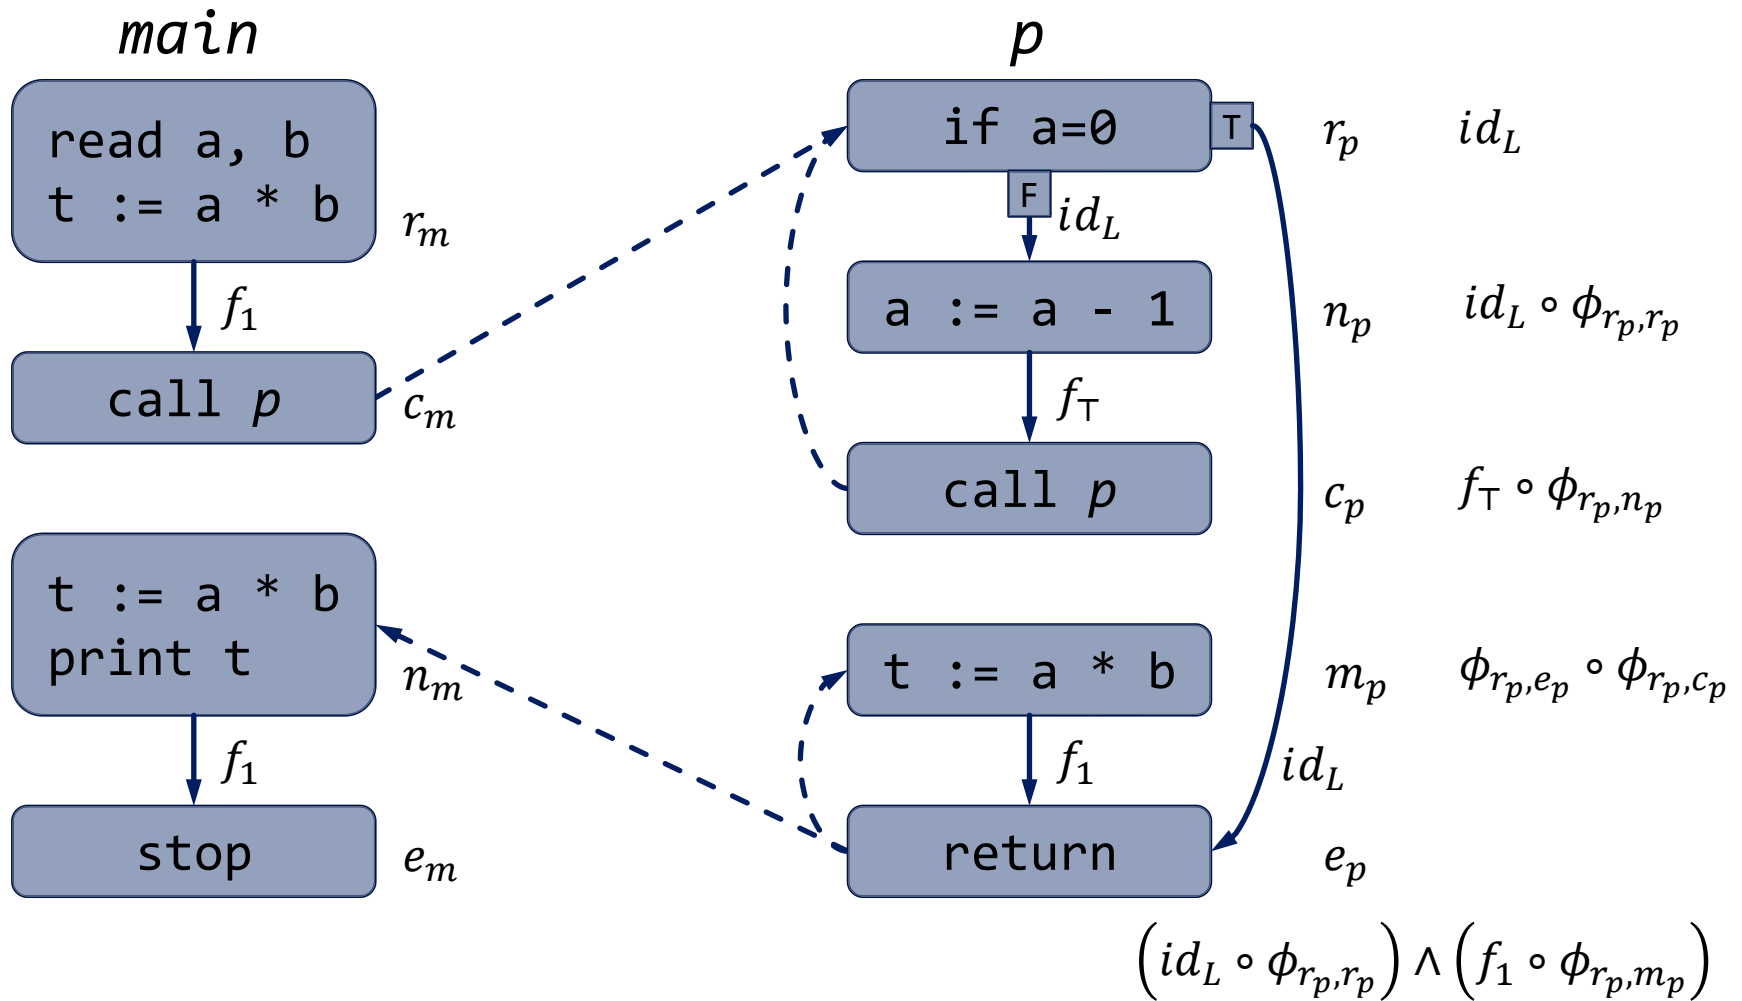 main
read a, b
t := a * b
r_m
f_1
call p
c_m
t := a * b
print t
n_m
f_1
stop
e_m
p
if a=0
T
r_p
id_L
F
id_L
a := a - 1
n_p
id_L ∘ ϕ_{r_p,r_p}
f_⊤
call p
c_p
f_⊤ ∘ ϕ_{r_p,n_p}
t := a * b
m_p
ϕ_{r_p,e_p} ∘ ϕ_{r_p,c_p}
f_1
id_L
return
e_p
(id_L ∘ ϕ_{r_p,r_p}) ∧ (f_1 ∘ ϕ_{r_p,m_p})